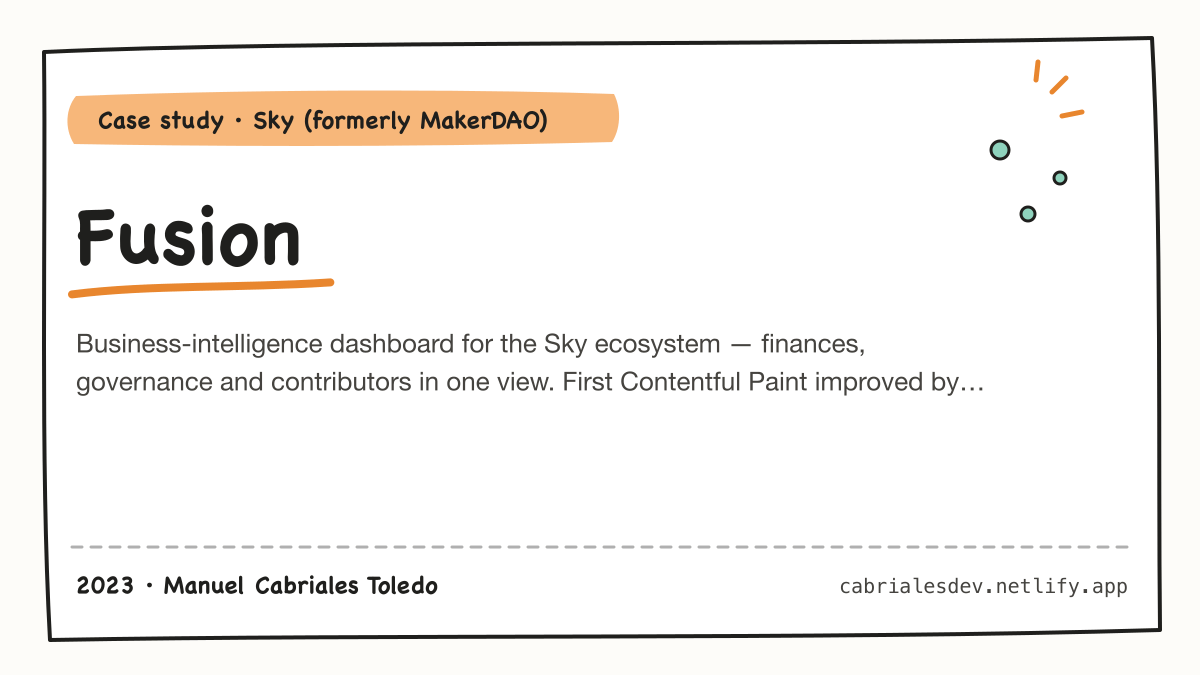 Case study · Sky (formerly MakerDAO)
Fusion
Business-intelligence dashboard for the Sky ecosystem — finances,
governance and contributors in one view. First Contentful Paint improved by…
2023 · Manuel Cabriales Toledo
cabrialesdev.netlify.app